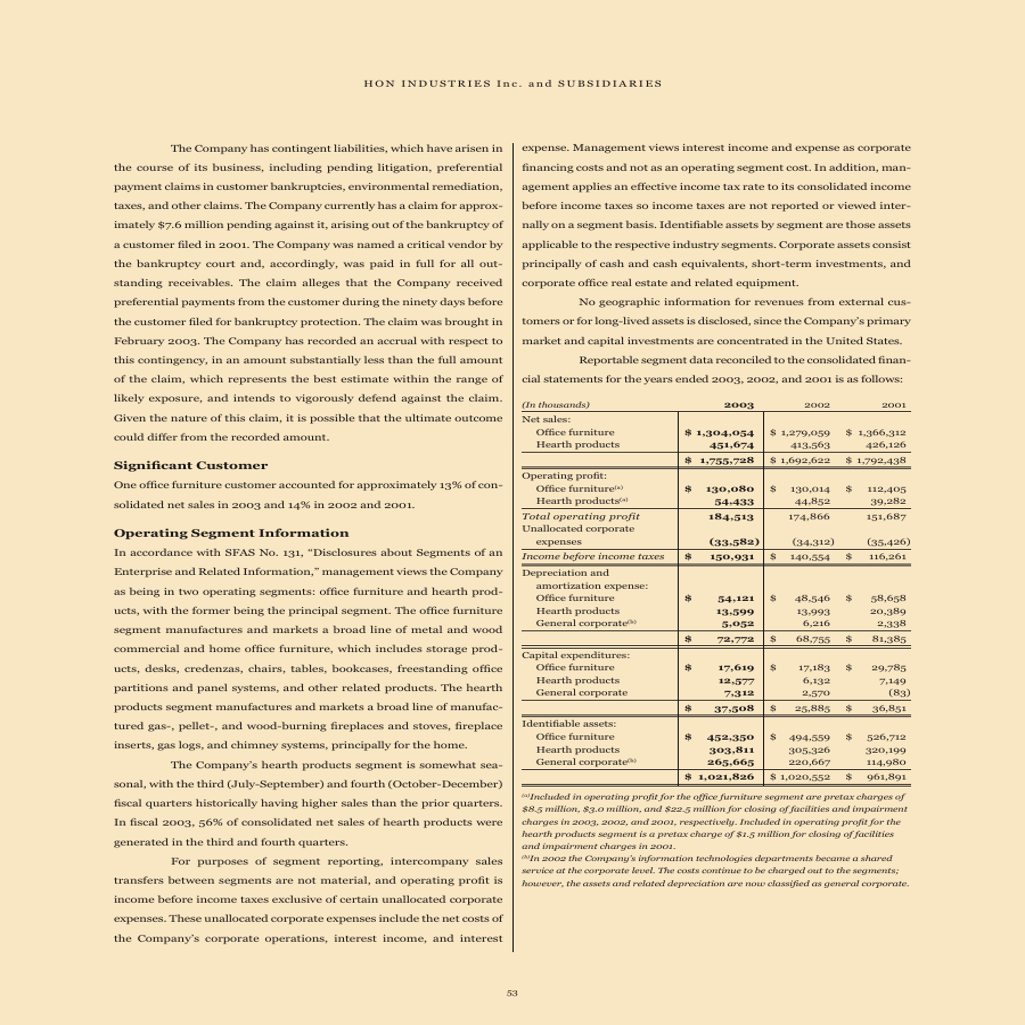 HON INDUSTRIES Inc. and SUBSIDIARIES
The Company has contingent liabilities, which have arisen in
the course of its business, including pending litigation, preferential
payment claims in customer bankruptcies, environmental remediation,
taxes, and other claims. The Company currently has a claim for approx-
imately $7.6 million pending against it, arising out of the bankruptcy of
a customer filed in 2001. The Company was named a critical vendor by
the bankruptcy court and, accordingly, was paid in full for all out-
standing receivables. The claim alleges that the Company received
preferential payments from the customer during the ninety days before
the customer filed for bankruptcy protection. The claim was brought in
February 2003. The Company has recorded an accrual with respect to
this contingency, in an amount substantially less than the full amount
of the claim, which represents the best estimate within the range of
likely exposure, and intends to vigorously defend against the claim.
Given the nature of this claim, it is possible that the ultimate outcome
could differ from the recorded amount.
Significant Customer
One office furniture customer accounted for approximately 13% of con-
solidated net sales in 2003 and 14% in 2002 and 2001.
Operating Segment Information
In accordance with SFAS No. 131, “Disclosures about Segments of an
Enterprise and Related Information,” management views the Company
as being in two operating segments: office furniture and hearth prod-
ucts, with the former being the principal segment. The office furniture
segment manufactures and markets a broad line of metal and wood
commercial and home office furniture, which includes storage prod-
ucts, desks, credenzas, chairs, tables, bookcases, freestanding office
partitions and panel systems, and other related products. The hearth
products segment manufactures and markets a broad line of manufac-
tured gas-, pellet-, and wood-burning fireplaces and stoves, fireplace
inserts, gas logs, and chimney systems, principally for the home.
The Company’s hearth products segment is somewhat sea-
sonal, with the third (July-September) and fourth (October-December)
fiscal quarters historically having higher sales than the prior quarters.
In fiscal 2003, 56% of consolidated net sales of hearth products were
generated in the third and fourth quarters.
For purposes of segment reporting, intercompany sales
transfers between segments are not material, and operating profit is
income before income taxes exclusive of certain unallocated corporate
expenses. These unallocated corporate expenses include the net costs of
the Company’s corporate operations, interest income, and interest
expense. Management views interest income and expense as corporate
financing costs and not as an operating segment cost. In addition, man-
agement applies an effective income tax rate to its consolidated income
before income taxes so income taxes are not reported or viewed inter-
nally on a segment basis. Identifiable assets by segment are those assets
applicable to the respective industry segments. Corporate assets consist
principally of cash and cash equivalents, short-term investments, and
corporate office real estate and related equipment.
No geographic information for revenues from external cus-
tomers or for long-lived assets is disclosed, since the Company’s primary
market and capital investments are concentrated in the United States.
Reportable segment data reconciled to the consolidated finan-
cial statements for the years ended 2003, 2002, and 2001 is as follows:
(In thousands) 2003 2002 2001
Net sales:
Office furniture $ 1,304,054 $ 1,279,059 $ 1,366,312
Hearth products 451,674 413,563 426,126
$ 1,755,728 $ 1,692,622 $ 1,792,438
Operating profit:
Office furniture(a) $ 130,080 $ 130,014 $ 112,405
Hearth products(a) 54,433 44,852 39,282
Total operating profit 184,513 174,866 151,687
Unallocated corporate
expenses (33,582) (34,312) (35,426)
Income before income taxes $ 150,931 $ 140,554 $ 116,261
Depreciation and
amortization expense:
Office furniture $ 54,121 $ 48,546 $ 58,658
Hearth products 13,599 13,993 20,389
General corporate(b) 5,052 6,216 2,338
$ 72,772 $ 68,755 $ 81,385
Capital expenditures:
Office furniture $ 17,619 $ 17,183 $ 29,785
Hearth products 12,577 6,132 7,149
General corporate 7,312 2,570 (83)
$ 37,508 $ 25,885 $ 36,851
Identifiable assets:
Office furniture $ 452,350 $ 494,559 $ 526,712
Hearth products 303,811 305,326 320,199
General corporate(b) 265,665 220,667 114,980
$ 1,021,826 $ 1,020,552 $ 961,891
(a)Included in operating profit for the office furniture segment are pretax charges of
$8.5 million, $3.0 million, and $22.5 million for closing of facilities and impairment
charges in 2003, 2002, and 2001, respectively. Included in operating profit for the
hearth products segment is a pretax charge of $1.5 million for closing of facilities
and impairment charges in 2001.
(b)In 2002 the Company’s information technologies departments became a shared
service at the corporate level. The costs continue to be charged out to the segments;
however, the assets and related depreciation are now classified as general corporate.
53